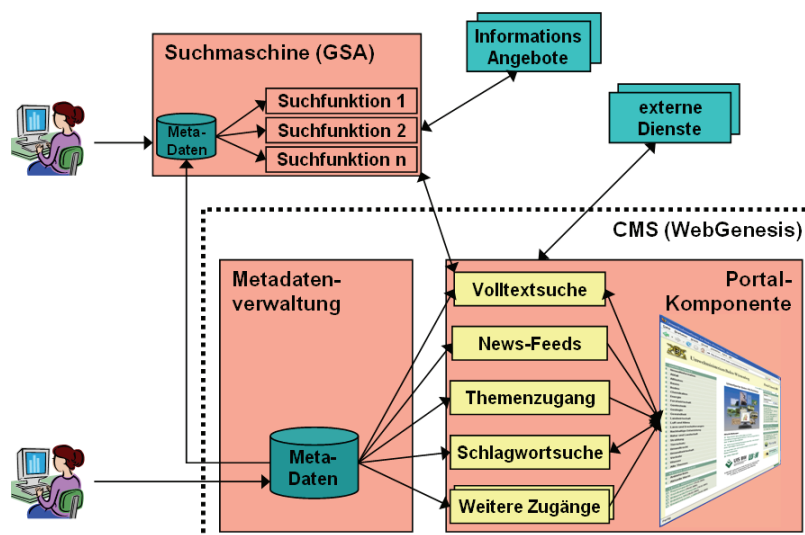 Suchmaschine (GSA)
Informations
Angebote
Suchfunktion 1
Suchfunktion 2
Suchfunktion n
Meta-
Daten
externe
Dienste
CMS (WebGenesis)
Metadaten-
verwaltung
Portal-
Komponente
Volltextsuche
News-Feeds
Themenzugang
Schlagwortsuche
Weitere Zugänge
Meta-
Daten